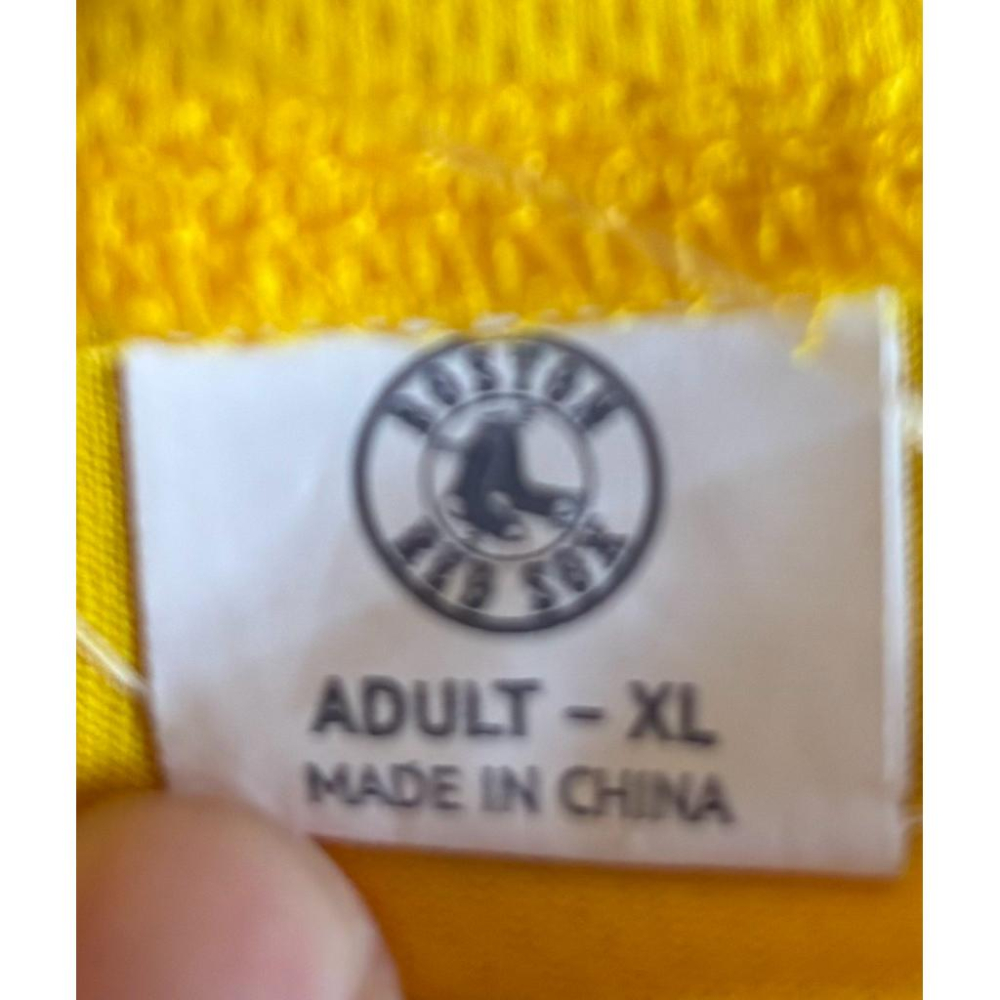 BOSTON
RED SOX
ADULT - XL
MADE IN CHINA